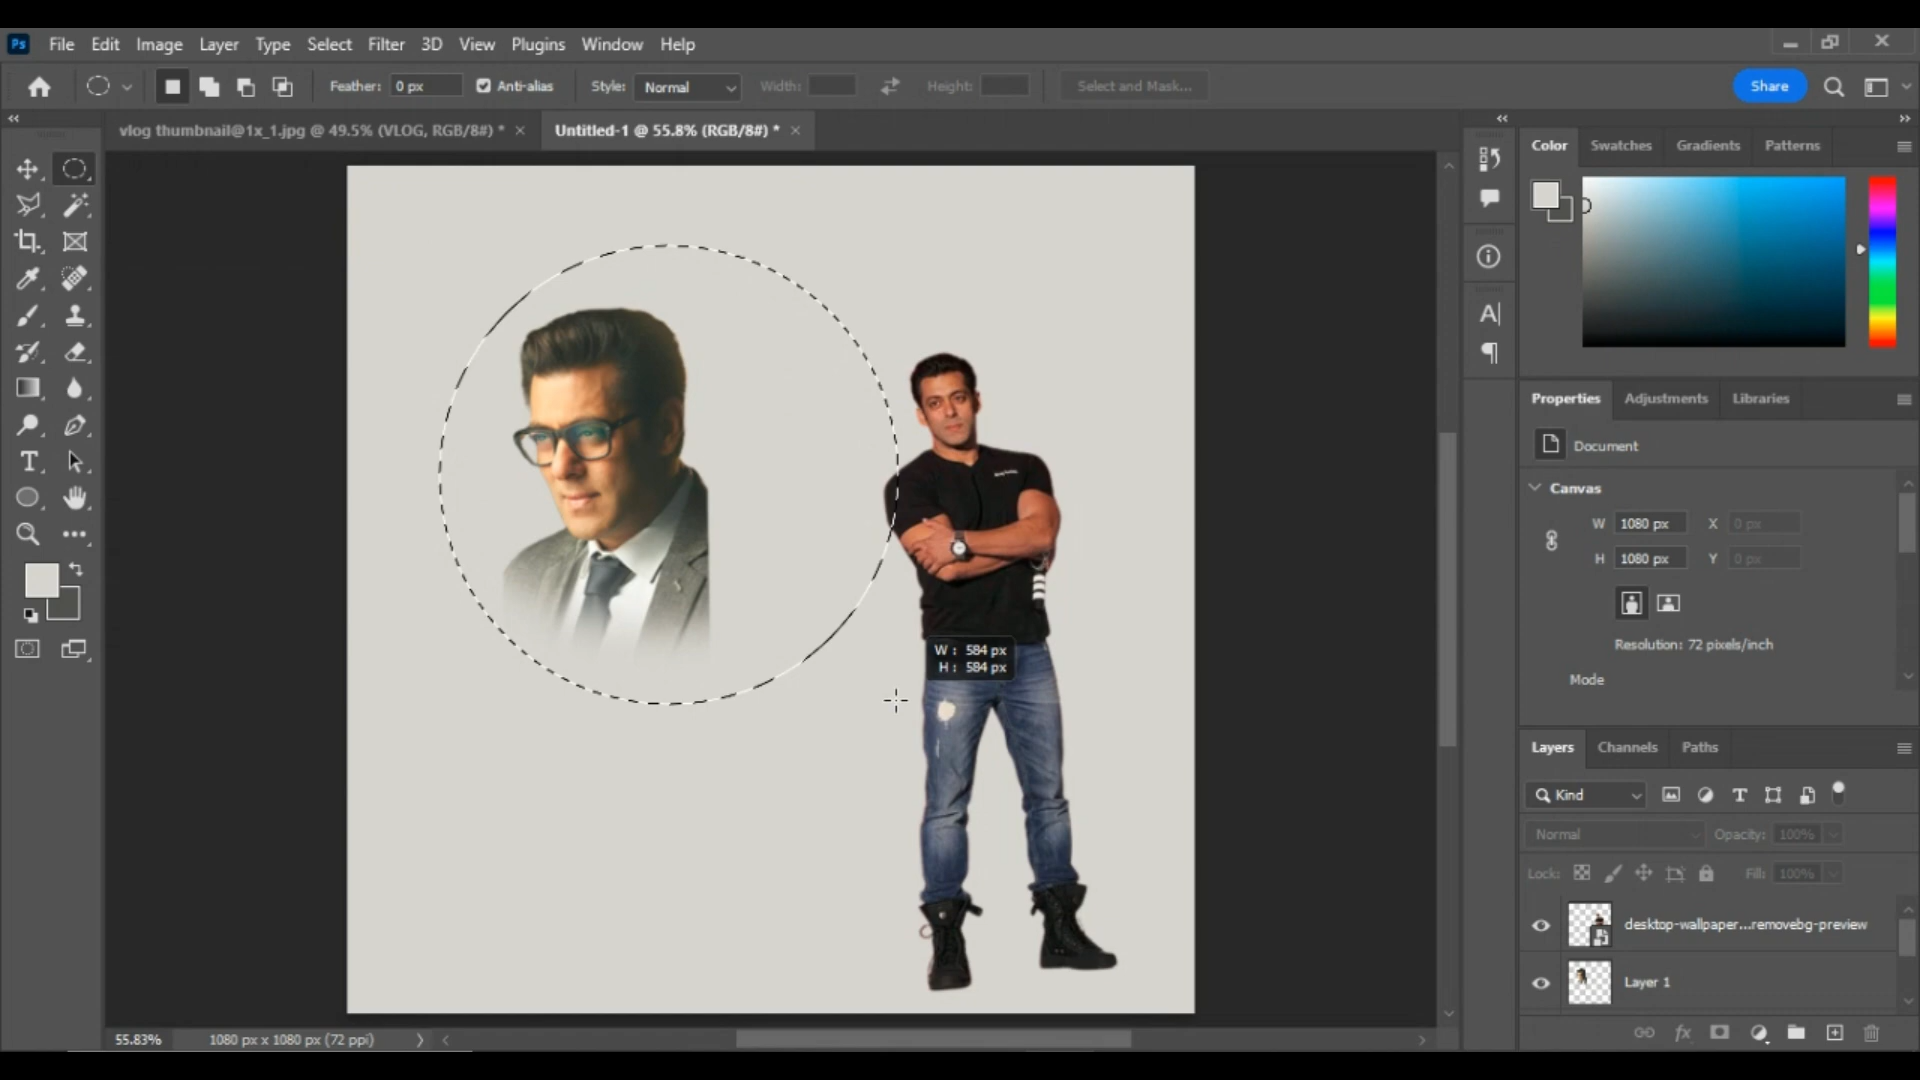 Ps File Edit Image Layer Type Select Filter 3D View Plugins Window Help
Feather: 0 px Anti-alias Style: Normal Width: Height: Select and Mask... Share
vlog thumbnail@1x_1.jpg @ 49.5% (VLOG, RGB/8#) * × Untitled-1 @ 55.8% (RGB/8#) * ×
Color Swatches Gradients Patterns
Properties Adjustments Libraries
Document
Canvas
W 1080 px X 0 px
H 1080 px Y 0 px
Resolution: 72 pixels/inch
Mode
W : 584 px
H : 584 px
Layers Channels Paths
Kind
Normal Opacity: 100%
Lock: Fill: 100%
desktop-wallpaper...removebg-preview
Layer 1
fx
55.83% 1080 px x 1080 px (72 ppi)